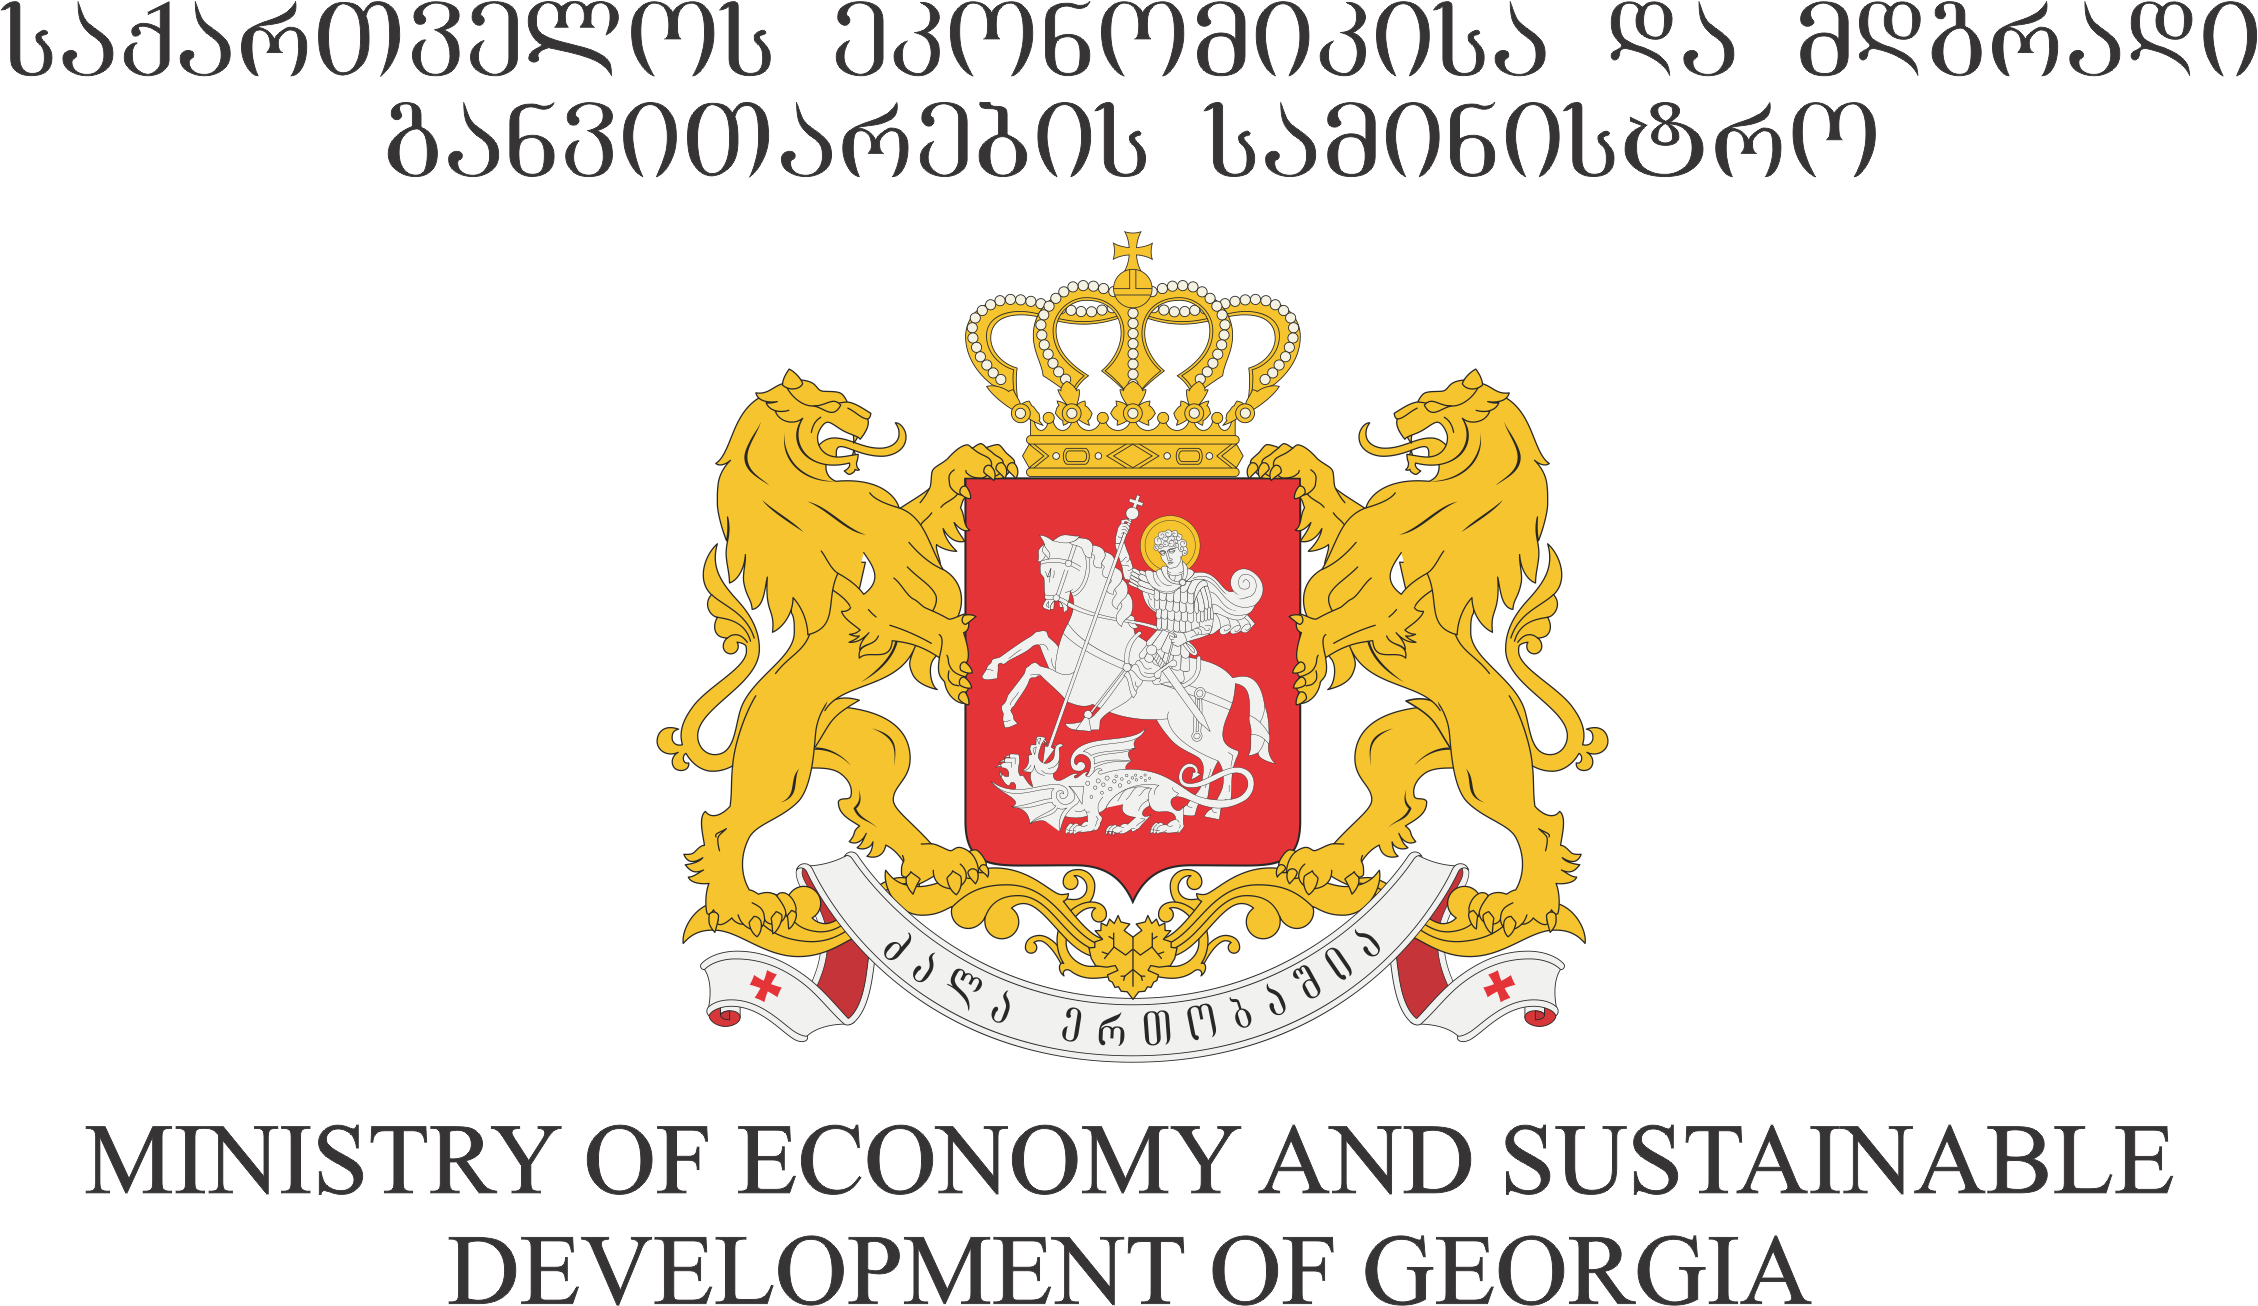 საქართველოს ეკონომიკისა და მდგრადი
განვითარების სამინისტრო
ძალა ერთობაშია
MINISTRY OF ECONOMY AND SUSTAINABLE
DEVELOPMENT OF GEORGIA